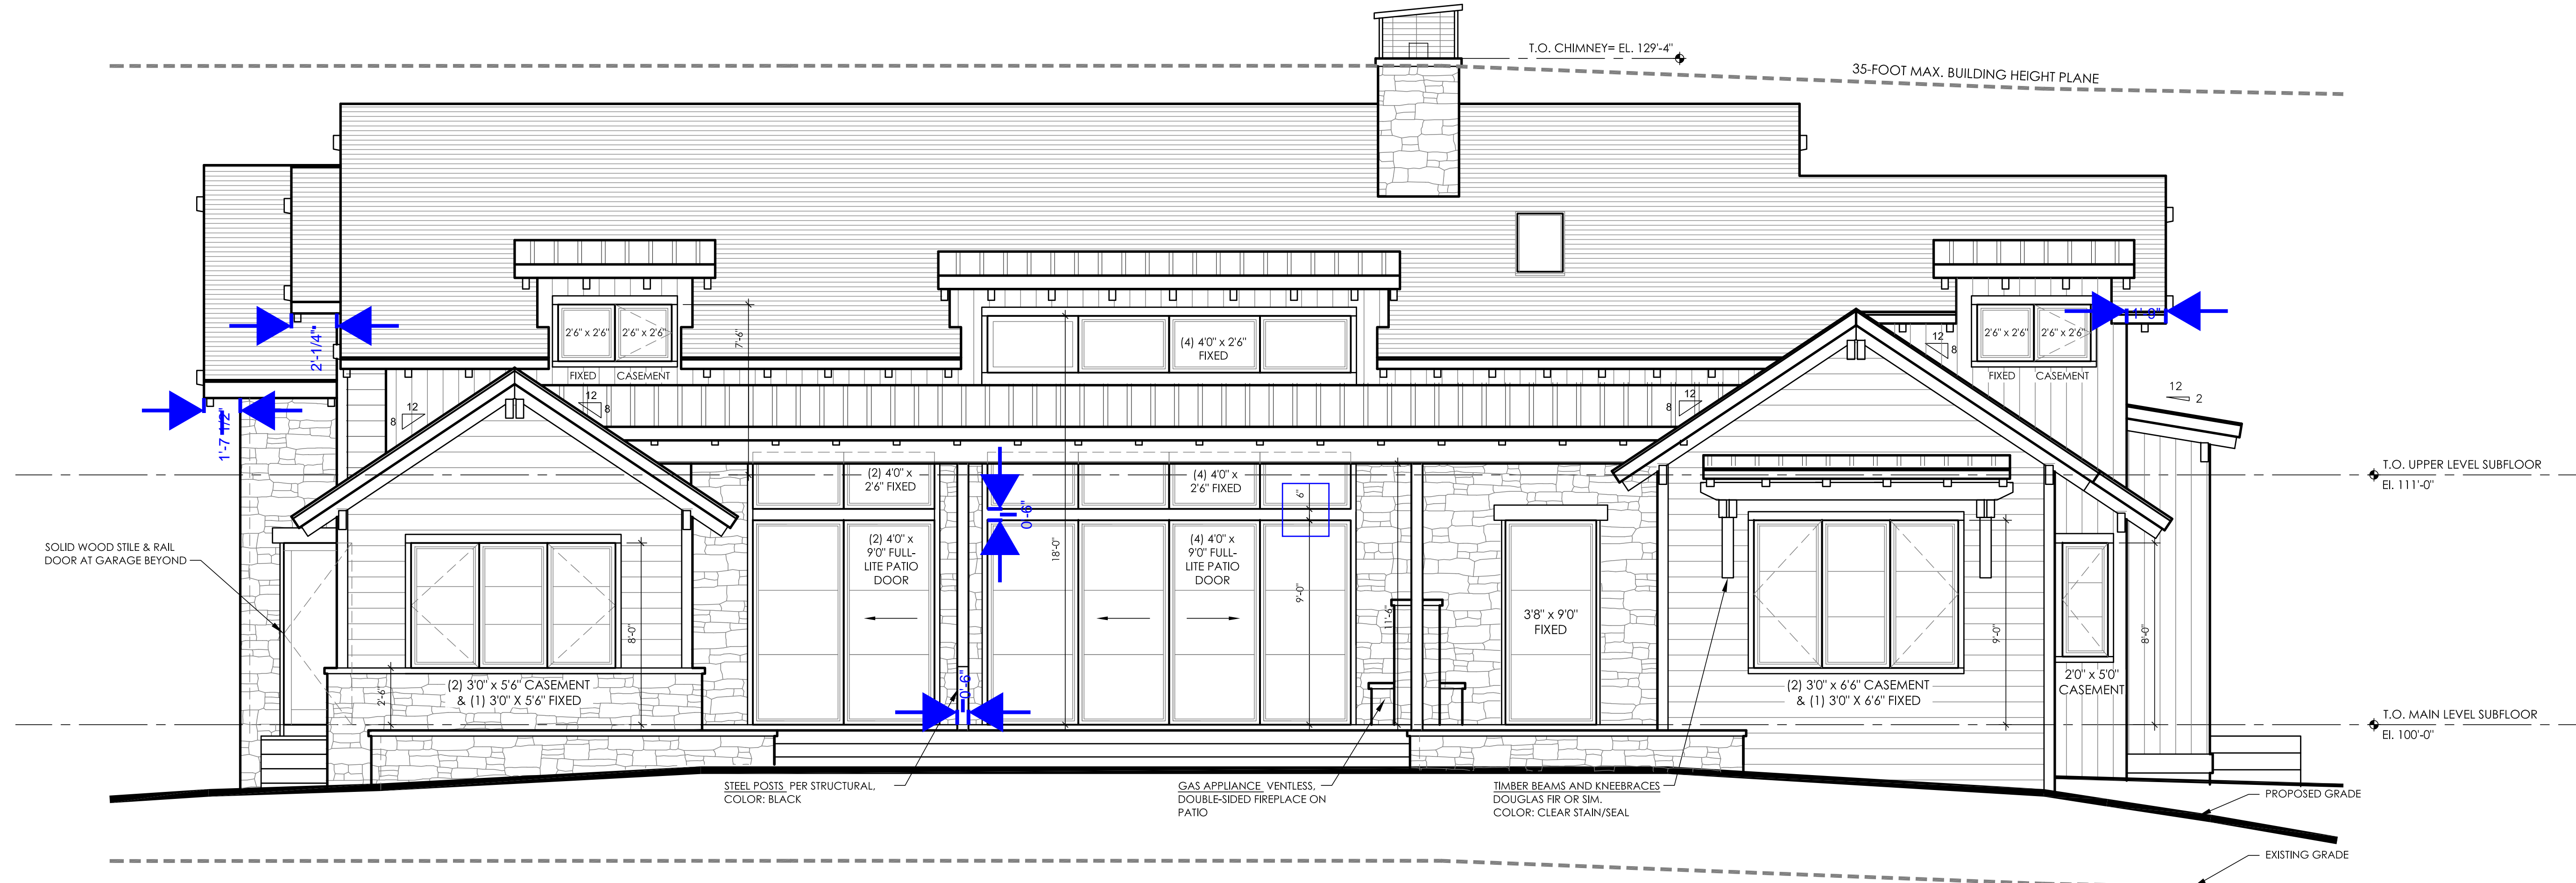 T.O. CHIMNEY= EL. 129'-4"
35-FOOT MAX. BUILDING HEIGHT PLANE
2'6" x 2'6"
2'6" x 2'6"
FIXED
CASEMENT
7'-6"
(4) 4'0" x 2'6"
FIXED
2'6" x 2'6"
2'6" x 2'6"
FIXED
CASEMENT
1'-8"
2'-1/4"
1'-7 1/2"
12
8
12
8
12
8
12
8
12
2
(2) 4'0" x
2'6" FIXED
(4) 4'0" x
2'6" FIXED
6"
0'-6"
18'-0"
T.O. UPPER LEVEL SUBFLOOR
El. 111'-0"
SOLID WOOD STILE & RAIL
DOOR AT GARAGE BEYOND
(2) 4'0" x
9'0" FULL-
LITE PATIO
DOOR
(4) 4'0" x
9'0" FULL-
LITE PATIO
DOOR
9'-0"
11'-6"
3'8" x 9'0"
FIXED
8'-0"
2'-6"
9'-0"
8'-0"
(2) 3'0" x 5'6" CASEMENT
& (1) 3'0" X 5'6" FIXED
0'-6"
(2) 3'0" x 6'6" CASEMENT
& (1) 3'0" X 6'6" FIXED
2'0" x 5'0"
CASEMENT
T.O. MAIN LEVEL SUBFLOOR
El. 100'-0"
STEEL POSTS PER STRUCTURAL,
COLOR: BLACK
GAS APPLIANCE VENTLESS,
DOUBLE-SIDED FIREPLACE ON
PATIO
TIMBER BEAMS AND KNEEBRACES
DOUGLAS FIR OR SIM.
COLOR: CLEAR STAIN/SEAL
PROPOSED GRADE
EXISTING GRADE